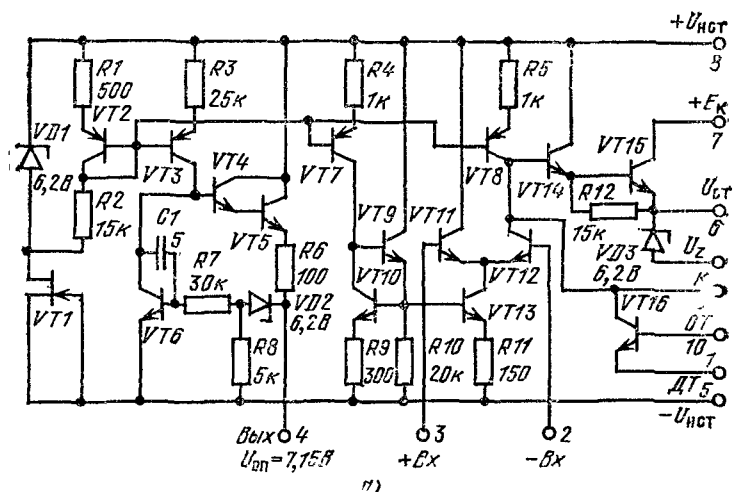 +Uнст
R1
500
R3
25к
R4
1к
R5
1к
8
VT2
+Eк
VD1
VT15
7
6,2В
VT3
VT4
VT7
VT8
VT14
R12
Uст
R2
15к
VT9
VT11
6
C1
5
VT5
R6
100
15к
VD3
6,2В
Uz
R7
30к
VT10
VT12
К
VT1
VT6
VD2
6,2В
VT13
VT16
ОТ
10
R8
5к
R9
300
R10
20к
R11
150
1
ДТ
5
-Uнст
Вых
4
Uоп=7,15В
3
+Вх
2
-Вх